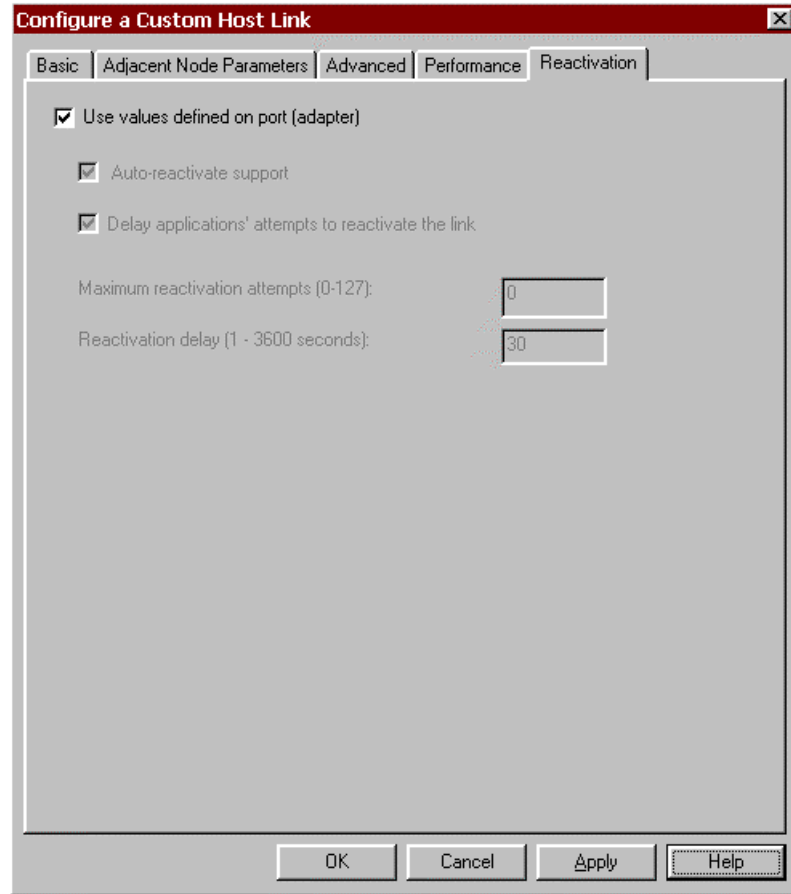 Configure a Custom Host Link
Basic Adjacent Node Parameters Advanced Performance Reactivation
Use values defined on port (adapter)
Auto-reactivate support
Delay applications' attempts to reactivate the link
Maximum reactivation attempts (0-127): 0
Reactivation delay (1 - 3600 seconds): 30
OK Cancel Apply Help